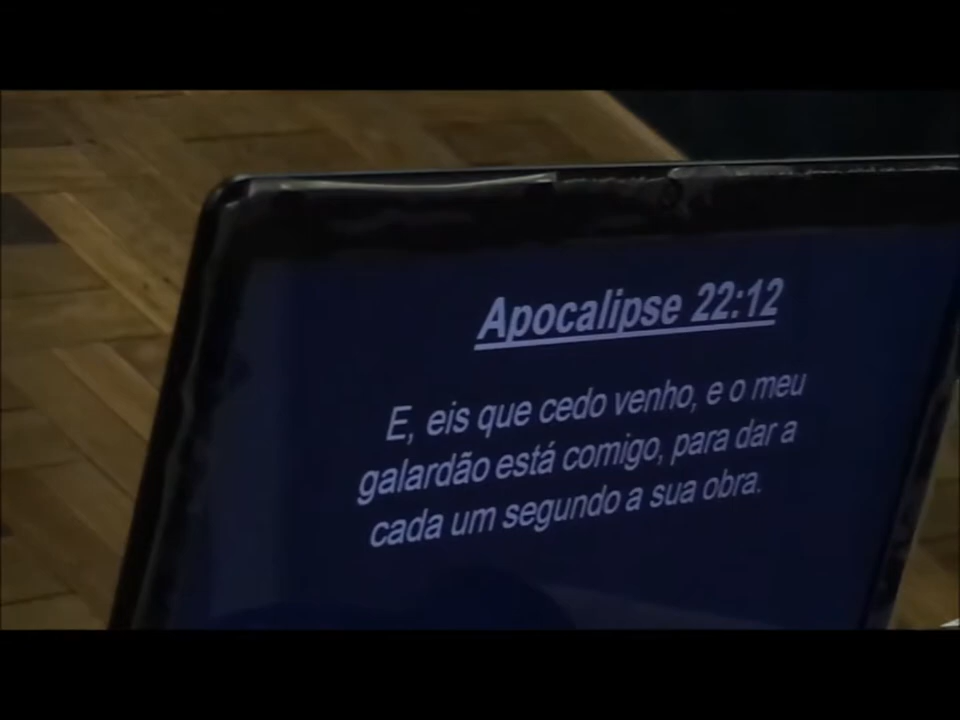 Apocalipse 22:12
E, eis que cedo venho, e o meu
galardão está comigo, para dar a
cada um segundo a sua obra.